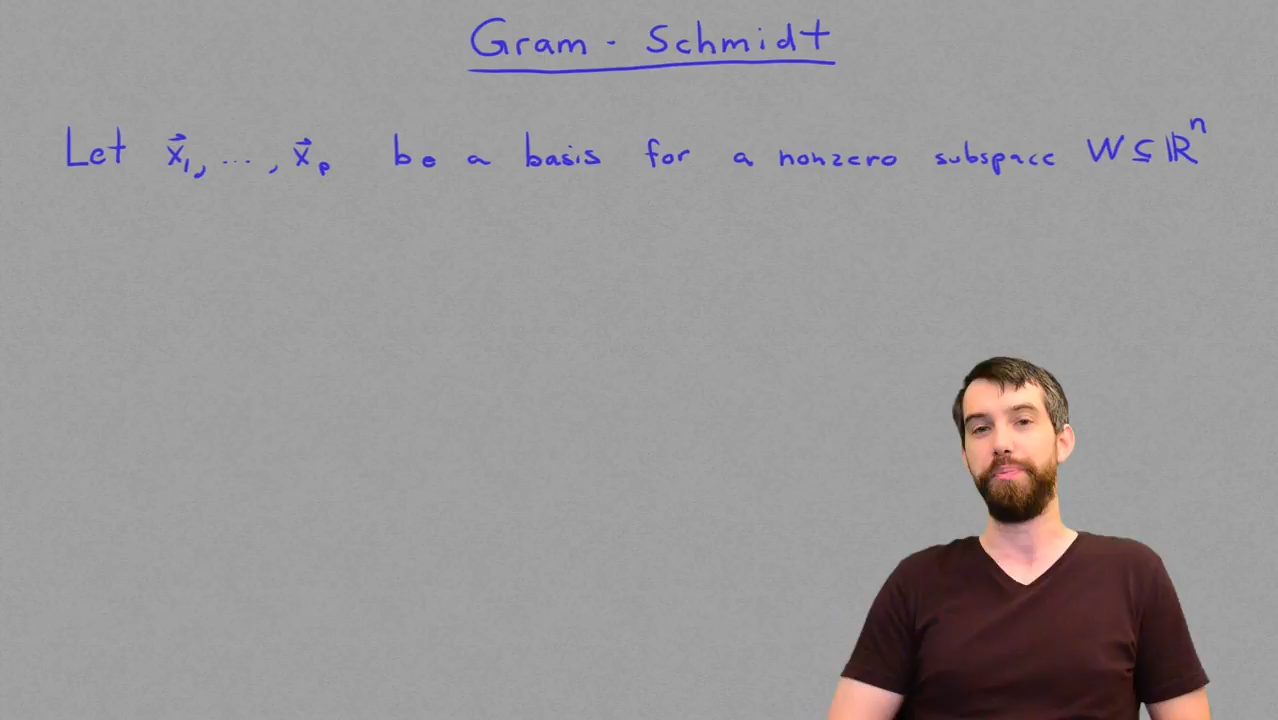 Gram - Schmidt
Let x⃗₁, ..., x⃗ₚ be a basis for a nonzero subspace W ⊆ ℝⁿ